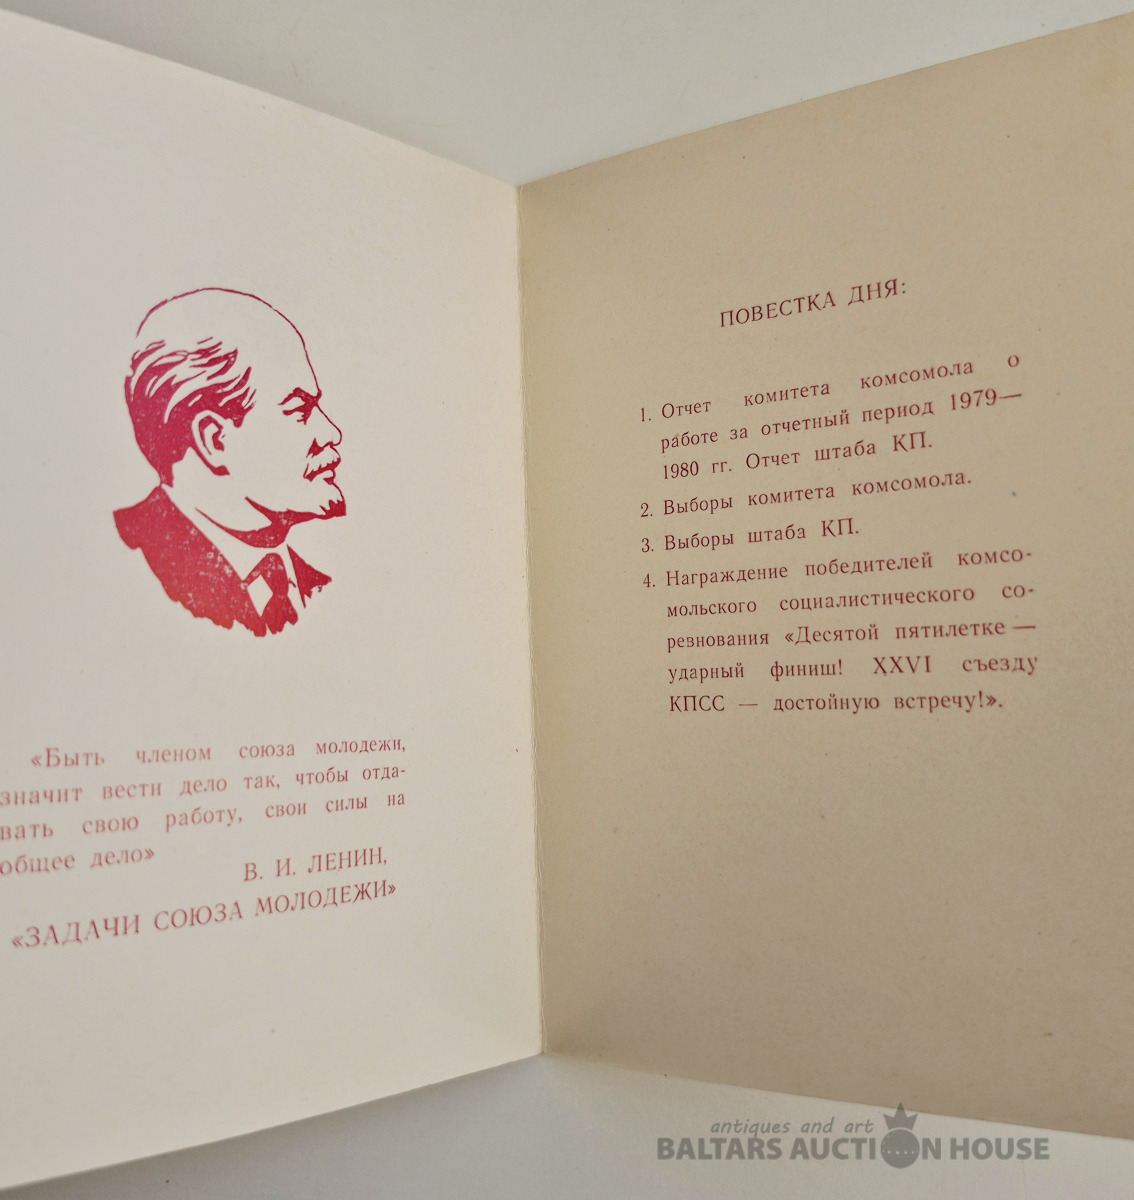 «Быть членом союза молодежи,
значит вести дело так, чтобы отда-
вать свою работу, свои силы на
общее дело»
В. И. ЛЕНИН,
«ЗАДАЧИ СОЮЗА МОЛОДЕЖИ»
ПОВЕСТКА ДНЯ:
1. Отчет комитета комсомола о
работе за отчетный период 1979—
1980 гг. Отчет штаба КП.
2. Выборы комитета комсомола.
3. Выборы штаба КП.
4. Награждение победителей комсо-
мольского социалистического со-
ревнования «Десятой пятилетке —
ударный финиш! XXVI съезду
КПСС — достойную встречу!».
antiques and art
BALTARS AUCTION HOUSE